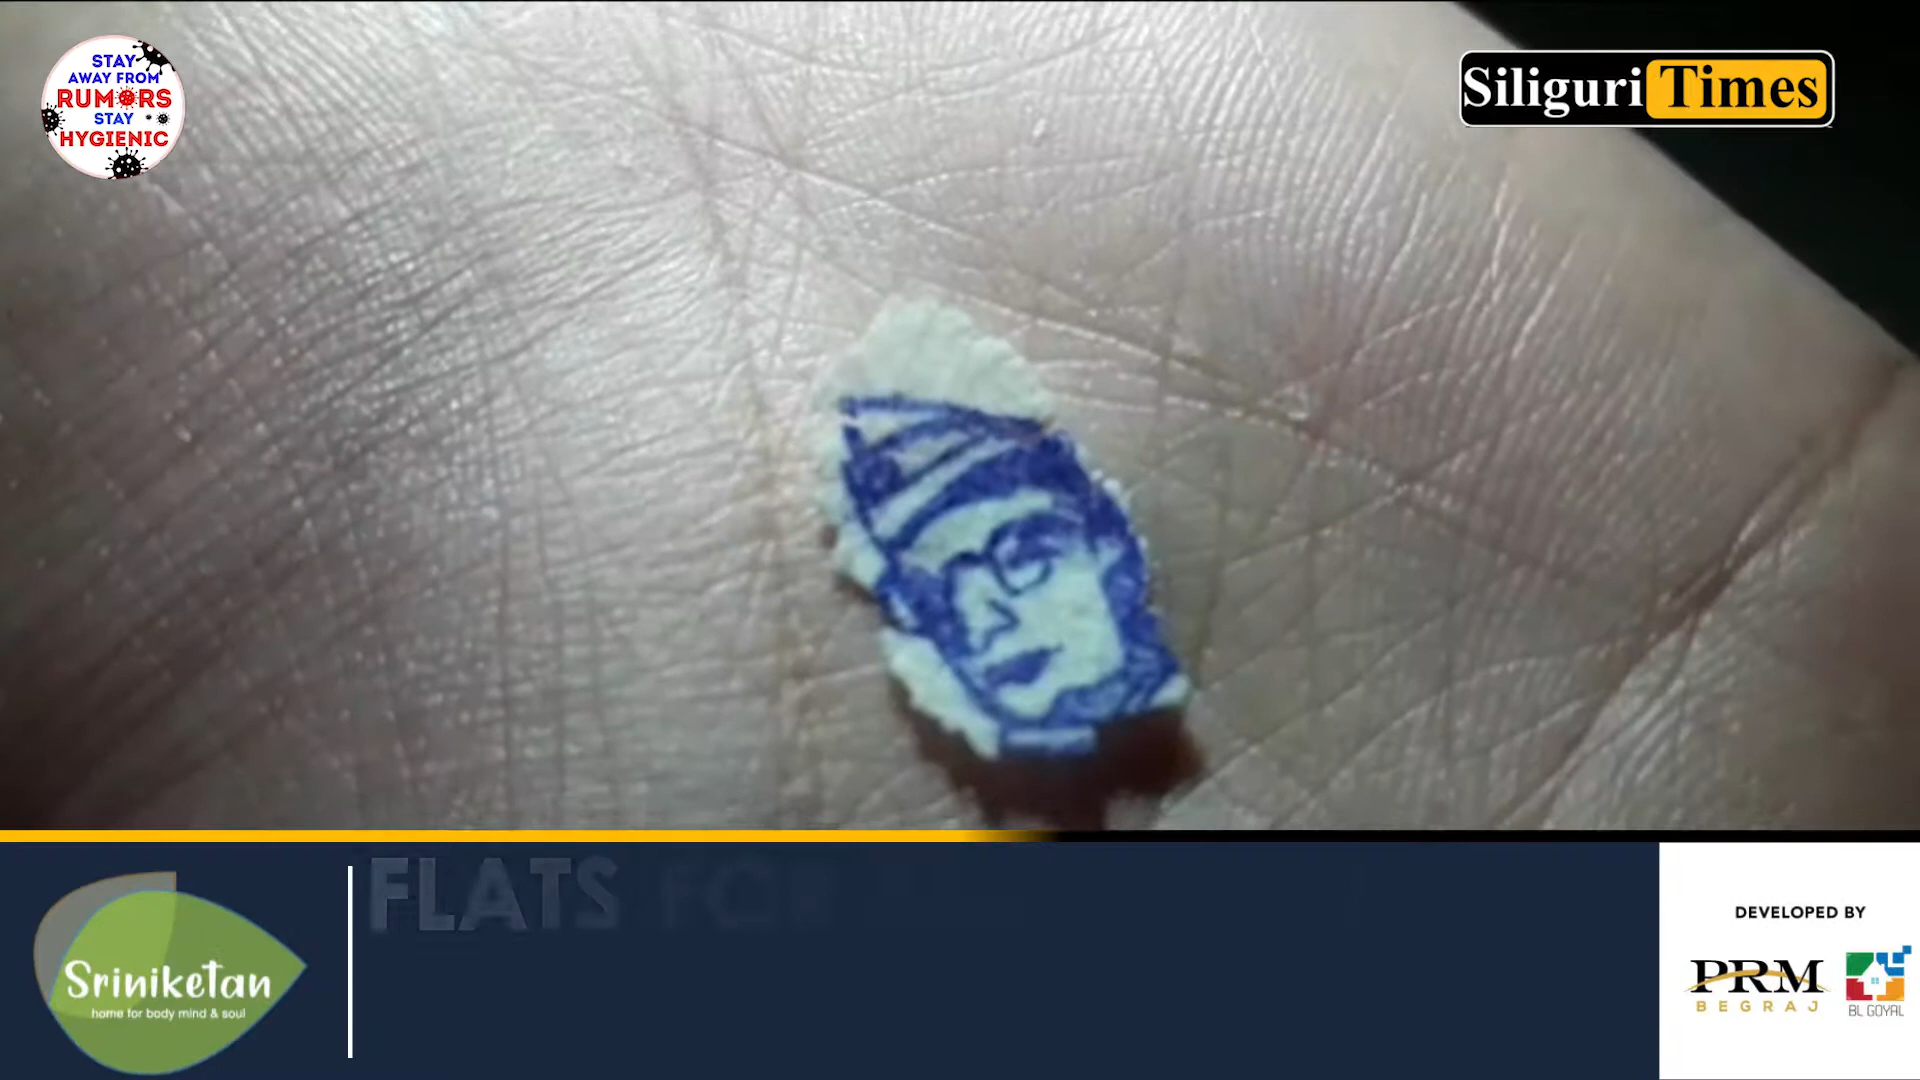 STAY
AWAY FROM
RUMORS
STAY
HYGIENIC
Siliguri Times
FLATS FOR
Sriniketan
home for body mind & soul
DEVELOPED BY
PRM
BEGRAJ
BL GOYAL